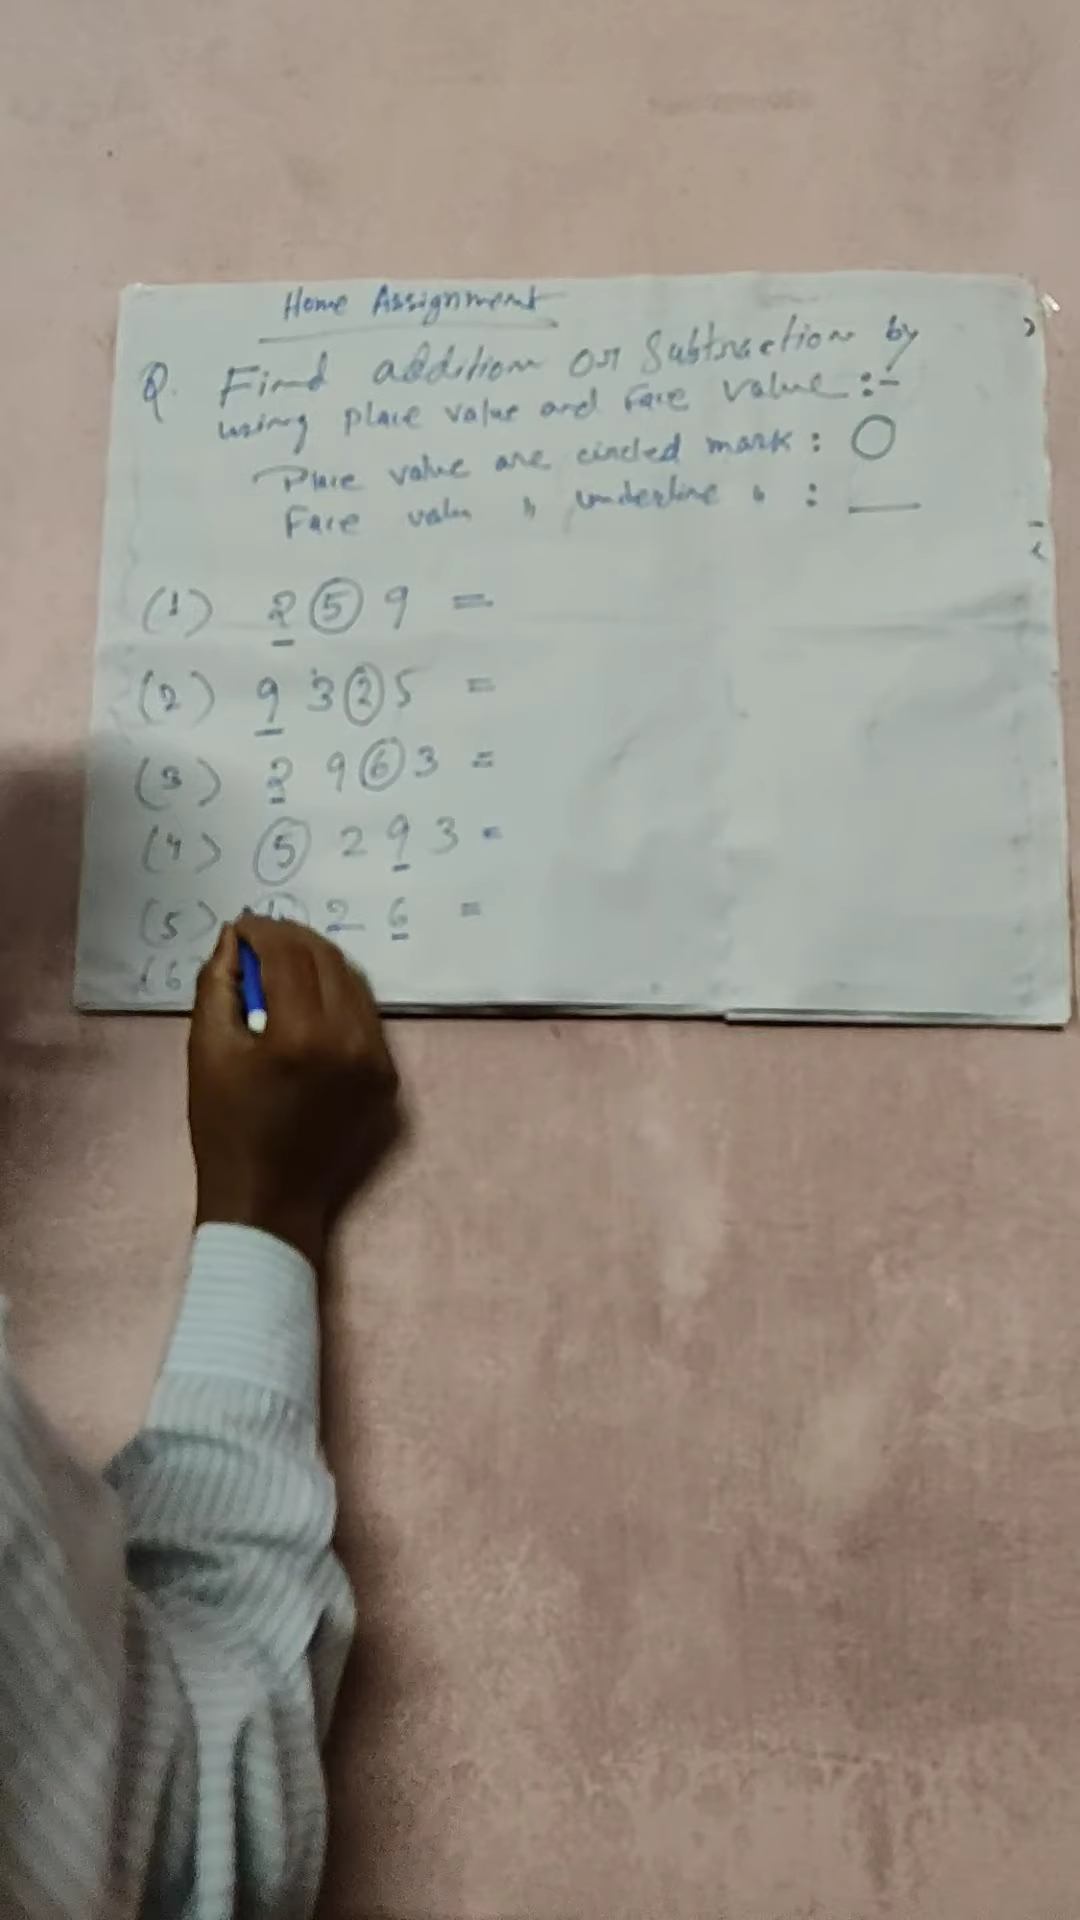 Home Assignment
Q. Find addition or Subtraction by
using place value and Face value :-
Place value are circled mark : ○
Face value " underline " : __
(1) 2 5 9 =
(2) 9 3 2 5 =
(3) 2 9 6 3 =
(4) 5 2 9 3 =
(5) 2 6 =
(6